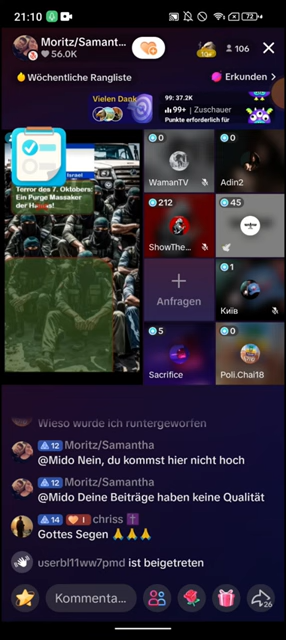 21:10
73
Moritz/Samant...
56.0K
106
Wöchentliche Rangliste
Erkunden >
Vielen Dank
99: 37.2K
99+ | Zuschauer
Punkte erforderlich für
Israel
Terror des 7. Oktobers:
Ein Purge Massaker
der Hamas!
0
WamanTV
0
Adin2
212
ShowThe...
45
Anfragen
1
Київ
5
Sacrifice
0
Poli.Chai18
Wieso wurde ich runtergeworfen
12 Moritz/Samantha
@Mido Nein, du kommst hier nicht hoch
12 Moritz/Samantha
@Mido Deine Beiträge haben keine Qualität
14 I chriss
Gottes Segen 🙏🙏🙏
userbl11ww7pmd ist beigetreten
Kommenta...
26